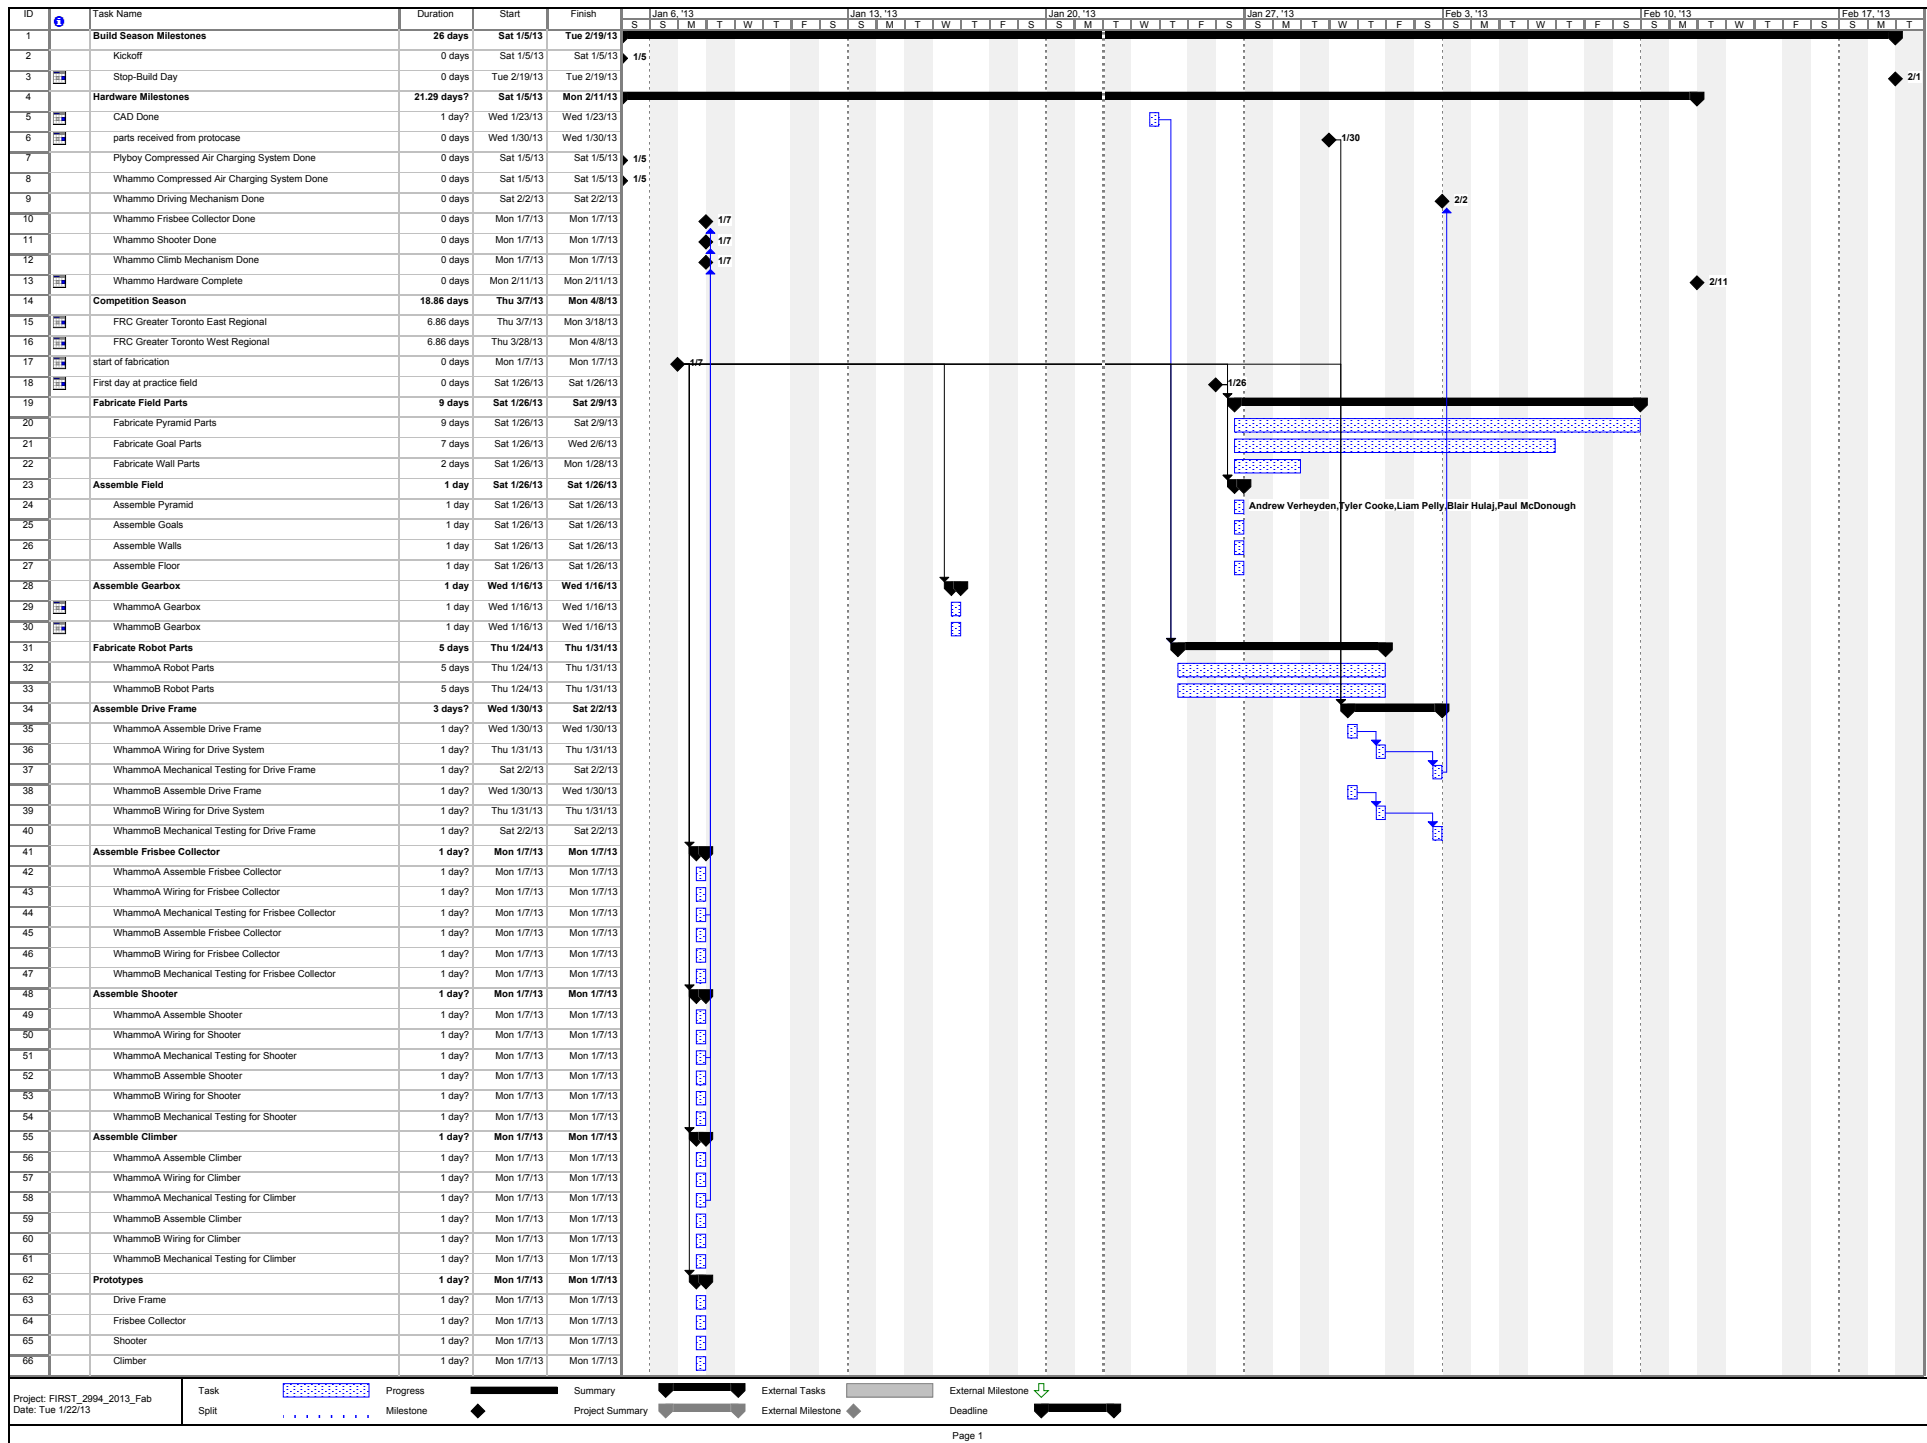 ID Task Name Duration Start Finish Jan 6, '13 Jan 13, '13 Jan 20, '13 Jan 27, '13 Feb 3, '13 Feb 10, '13 Feb 17, '13
S S M T W T F S S M T W T F S S M T W T F S S M T W T F S S M T W T F S S M T W T F S S M T
1 Build Season Milestones 26 days Sat 1/5/13 Tue 2/19/13
2 Kickoff 0 days Sat 1/5/13 Sat 1/5/13 1/5
3 Stop-Build Day 0 days Tue 2/19/13 Tue 2/19/13 2/1
4 Hardware Milestones 21.29 days? Sat 1/5/13 Mon 2/11/13
5 CAD Done 1 day? Wed 1/23/13 Wed 1/23/13
6 parts received from protocase 0 days Wed 1/30/13 Wed 1/30/13 1/30
7 Plyboy Compressed Air Charging System Done 0 days Sat 1/5/13 Sat 1/5/13 1/5
8 Whammo Compressed Air Charging System Done 0 days Sat 1/5/13 Sat 1/5/13 1/5
9 Whammo Driving Mechanism Done 0 days Sat 2/2/13 Sat 2/2/13 2/2
10 Whammo Frisbee Collector Done 0 days Mon 1/7/13 Mon 1/7/13 1/7
11 Whammo Shooter Done 0 days Mon 1/7/13 Mon 1/7/13 1/7
12 Whammo Climb Mechanism Done 0 days Mon 1/7/13 Mon 1/7/13 1/7
13 Whammo Hardware Complete 0 days Mon 2/11/13 Mon 2/11/13 2/11
14 Competition Season 18.86 days Thu 3/7/13 Mon 4/8/13
15 FRC Greater Toronto East Regional 6.86 days Thu 3/7/13 Mon 3/18/13
16 FRC Greater Toronto West Regional 6.86 days Thu 3/28/13 Mon 4/8/13
17 start of fabrication 0 days Mon 1/7/13 Mon 1/7/13 1/7
18 First day at practice field 0 days Sat 1/26/13 Sat 1/26/13 1/26
19 Fabricate Field Parts 9 days Sat 1/26/13 Sat 2/9/13
20 Fabricate Pyramid Parts 9 days Sat 1/26/13 Sat 2/9/13
21 Fabricate Goal Parts 7 days Sat 1/26/13 Wed 2/6/13
22 Fabricate Wall Parts 2 days Sat 1/26/13 Mon 1/28/13
23 Assemble Field 1 day Sat 1/26/13 Sat 1/26/13
24 Assemble Pyramid 1 day Sat 1/26/13 Sat 1/26/13 Andrew Verheyden,Tyler Cooke,Liam Pelly,Blair Hulaj,Paul McDonough
25 Assemble Goals 1 day Sat 1/26/13 Sat 1/26/13
26 Assemble Walls 1 day Sat 1/26/13 Sat 1/26/13
27 Assemble Floor 1 day Sat 1/26/13 Sat 1/26/13
28 Assemble Gearbox 1 day Wed 1/16/13 Wed 1/16/13
29 WhammoA Gearbox 1 day Wed 1/16/13 Wed 1/16/13
30 WhammoB Gearbox 1 day Wed 1/16/13 Wed 1/16/13
31 Fabricate Robot Parts 5 days Thu 1/24/13 Thu 1/31/13
32 WhammoA Robot Parts 5 days Thu 1/24/13 Thu 1/31/13
33 WhammoB Robot Parts 5 days Thu 1/24/13 Thu 1/31/13
34 Assemble Drive Frame 3 days? Wed 1/30/13 Sat 2/2/13
35 WhammoA Assemble Drive Frame 1 day? Wed 1/30/13 Wed 1/30/13
36 WhammoA Wiring for Drive System 1 day? Thu 1/31/13 Thu 1/31/13
37 WhammoA Mechanical Testing for Drive Frame 1 day? Sat 2/2/13 Sat 2/2/13
38 WhammoB Assemble Drive Frame 1 day? Wed 1/30/13 Wed 1/30/13
39 WhammoB Wiring for Drive System 1 day? Thu 1/31/13 Thu 1/31/13
40 WhammoB Mechanical Testing for Drive Frame 1 day? Sat 2/2/13 Sat 2/2/13
41 Assemble Frisbee Collector 1 day? Mon 1/7/13 Mon 1/7/13
42 WhammoA Assemble Frisbee Collector 1 day? Mon 1/7/13 Mon 1/7/13
43 WhammoA Wiring for Frisbee Collector 1 day? Mon 1/7/13 Mon 1/7/13
44 WhammoA Mechanical Testing for Frisbee Collector 1 day? Mon 1/7/13 Mon 1/7/13
45 WhammoB Assemble Frisbee Collector 1 day? Mon 1/7/13 Mon 1/7/13
46 WhammoB Wiring for Frisbee Collector 1 day? Mon 1/7/13 Mon 1/7/13
47 WhammoB Mechanical Testing for Frisbee Collector 1 day? Mon 1/7/13 Mon 1/7/13
48 Assemble Shooter 1 day? Mon 1/7/13 Mon 1/7/13
49 WhammoA Assemble Shooter 1 day? Mon 1/7/13 Mon 1/7/13
50 WhammoA Wiring for Shooter 1 day? Mon 1/7/13 Mon 1/7/13
51 WhammoA Mechanical Testing for Shooter 1 day? Mon 1/7/13 Mon 1/7/13
52 WhammoB Assemble Shooter 1 day? Mon 1/7/13 Mon 1/7/13
53 WhammoB Wiring for Shooter 1 day? Mon 1/7/13 Mon 1/7/13
54 WhammoB Mechanical Testing for Shooter 1 day? Mon 1/7/13 Mon 1/7/13
55 Assemble Climber 1 day? Mon 1/7/13 Mon 1/7/13
56 WhammoA Assemble Climber 1 day? Mon 1/7/13 Mon 1/7/13
57 WhammoA Wiring for Climber 1 day? Mon 1/7/13 Mon 1/7/13
58 WhammoA Mechanical Testing for Climber 1 day? Mon 1/7/13 Mon 1/7/13
59 WhammoB Assemble Climber 1 day? Mon 1/7/13 Mon 1/7/13
60 WhammoB Wiring for Climber 1 day? Mon 1/7/13 Mon 1/7/13
61 WhammoB Mechanical Testing for Climber 1 day? Mon 1/7/13 Mon 1/7/13
62 Prototypes 1 day? Mon 1/7/13 Mon 1/7/13
63 Drive Frame 1 day? Mon 1/7/13 Mon 1/7/13
64 Frisbee Collector 1 day? Mon 1/7/13 Mon 1/7/13
65 Shooter 1 day? Mon 1/7/13 Mon 1/7/13
66 Climber 1 day? Mon 1/7/13 Mon 1/7/13
Project: FIRST_2994_2013_Fab
Date: Tue 1/22/13
Task Progress Summary External Tasks External Milestone
Split Milestone Project Summary External Milestone Deadline
Page 1